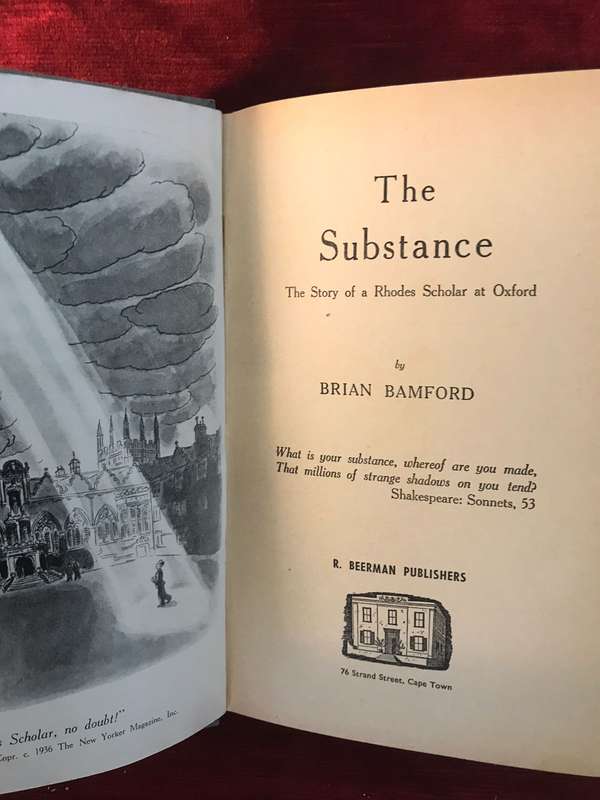 Scholar, no doubt!"
c. 1936 The New Yorker Magazine, Inc.
The
Substance
The Story of a Rhodes Scholar at Oxford
by
BRIAN BAMFORD
What is your substance, whereof are you made,
That millions of strange shadows on you tend?
Shakespeare: Sonnets, 53
R. BEERMAN PUBLISHERS
76 Strand Street, Cape Town